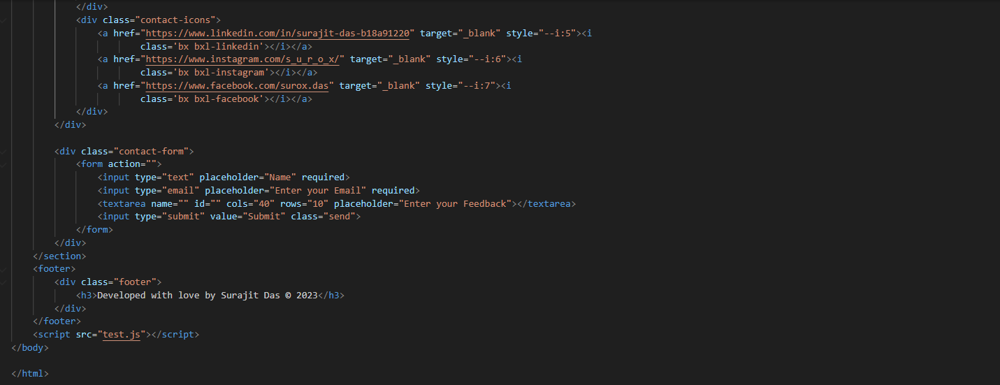 </div>
<div class="contact-icons">
<a href="https://www.linkedin.com/in/surajit-das-b18a91220" target="_blank" style="--i:5"><i
class='bx bxl-linkedin'></i></a>
<a href="https://www.instagram.com/s_u_r_o_x/" target="_blank" style="--i:6"><i
class='bx bxl-instagram'></i></a>
<a href="https://www.facebook.com/surox.das" target="_blank" style="--i:7"><i
class='bx bxl-facebook'></i></a>
</div>
</div>
<div class="contact-form">
<form action="">
<input type="text" placeholder="Name" required>
<input type="email" placeholder="Enter your Email" required>
<textarea name="" id="" cols="40" rows="10" placeholder="Enter your Feedback"></textarea>
<input type="submit" value="Submit" class="send">
</form>
</div>
</section>
<footer>
<div class="footer">
<h3>Developed with love by Surajit Das © 2023</h3>
</div>
</footer>
<script src="test.js"></script>
</body>
</html>